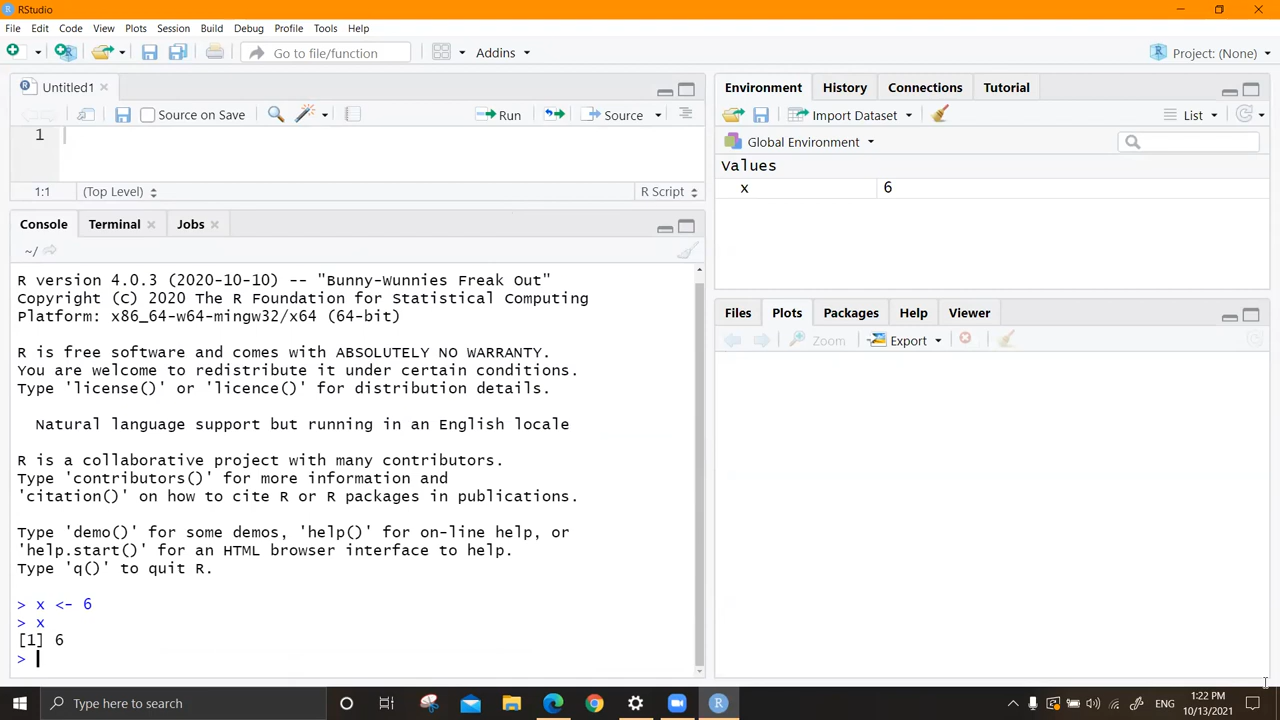 RStudio
File Edit Code View Plots Session Build Debug Profile Tools Help
Go to file/function Addins Project: (None)
Untitled1
Source on Save Run Source
1
1:1 (Top Level) R Script
Console Terminal Jobs
~/
R version 4.0.3 (2020-10-10) -- "Bunny-Wunnies Freak Out"
Copyright (C) 2020 The R Foundation for Statistical Computing
Platform: x86_64-w64-mingw32/x64 (64-bit)
R is free software and comes with ABSOLUTELY NO WARRANTY.
You are welcome to redistribute it under certain conditions.
Type 'license()' or 'licence()' for distribution details.
Natural language support but running in an English locale
R is a collaborative project with many contributors.
Type 'contributors()' for more information and
'citation()' on how to cite R or R packages in publications.
Type 'demo()' for some demos, 'help()' for on-line help, or
'help.start()' for an HTML browser interface to help.
Type 'q()' to quit R.
> x <- 6
> x
[1] 6
>
Environment History Connections Tutorial
Import Dataset List
Global Environment
Values
x 6
Files Plots Packages Help Viewer
Zoom Export
Type here to search
ENG
1:22 PM
10/13/2021